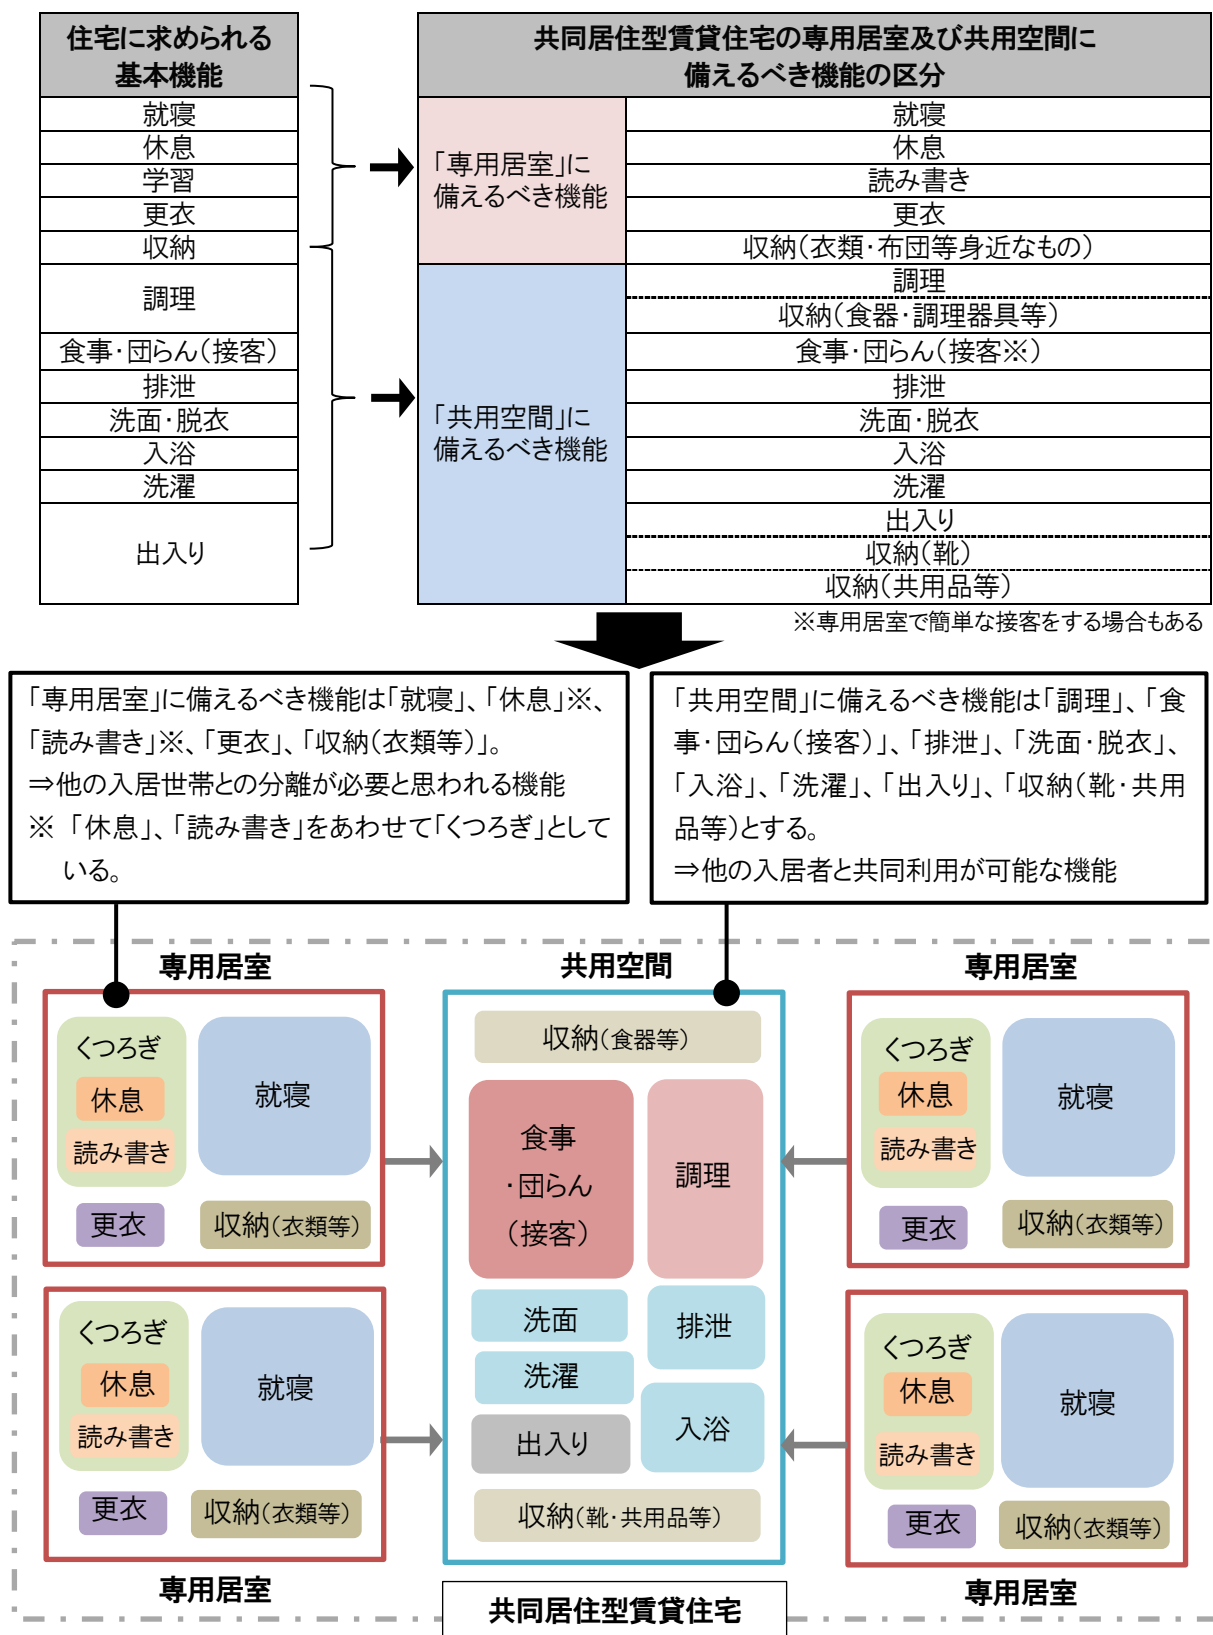 住宅に求められる
基本機能
就寝
休息
学習
更衣
収納
調理
食事・団らん(接客)
排泄
洗面・脱衣
入浴
洗濯
出入り
共同居住型賃貸住宅の専用居室及び共用空間に
備えるべき機能の区分
「専用居室」に
備えるべき機能
就寝
休息
読み書き
更衣
収納(衣類・布団等身近なもの)
「共用空間」に
備えるべき機能
調理
収納(食器・調理器具等)
食事・団らん(接客※)
排泄
洗面・脱衣
入浴
洗濯
出入り
収納(靴)
収納(共用品等)
※専用居室で簡単な接客をする場合もある
「専用居室」に備えるべき機能は「就寝」、「休息」※、
「読み書き」※、「更衣」、「収納(衣類等)」。
⇒他の入居世帯との分離が必要と思われる機能
※ 「休息」、「読み書き」をあわせて「くつろぎ」として
いる。
「共用空間」に備えるべき機能は「調理」、「食
事・団らん(接客)」、「排泄」、「洗面・脱衣」、
「入浴」、「洗濯」、「出入り」、「収納(靴・共用
品等)とする。
⇒他の入居者と共同利用が可能な機能
専用居室
くつろぎ
休息
読み書き
就寝
更衣
収納(衣類等)
くつろぎ
休息
読み書き
就寝
更衣
収納(衣類等)
専用居室
共用空間
収納(食器等)
食事
・団らん
(接客)
調理
洗面
排泄
洗濯
入浴
出入り
収納(靴・共用品等)
専用居室
くつろぎ
休息
読み書き
就寝
更衣
収納(衣類等)
くつろぎ
休息
読み書き
就寝
更衣
収納(衣類等)
専用居室
共同居住型賃貸住宅